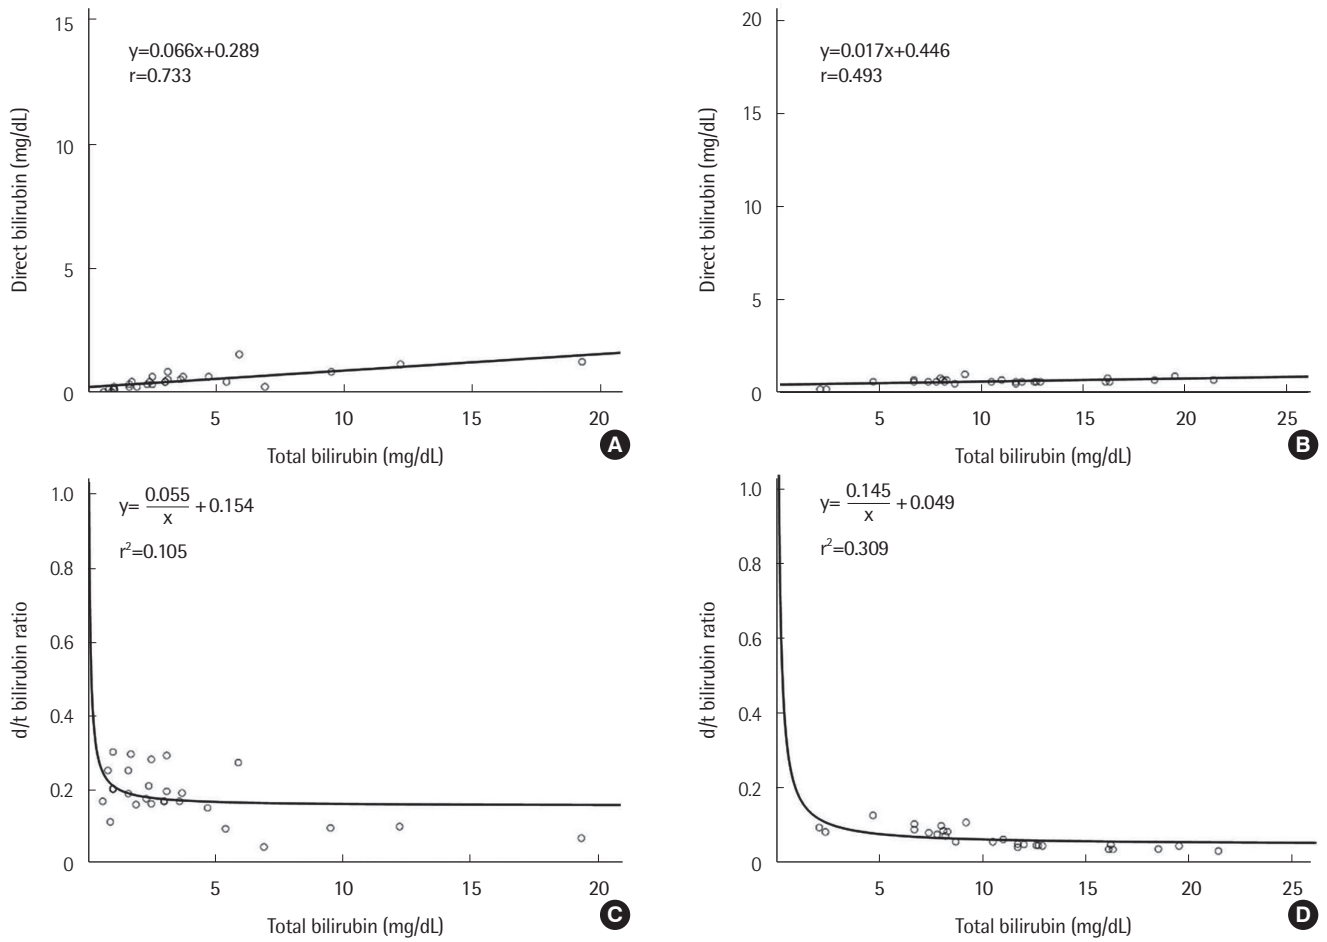 15
10
5
0
y=0.066x+0.289
r=0.733
Direct bilirubin (mg/dL)
5
10
15
20
Total bilirubin (mg/dL)
A
20
15
10
5
0
y=0.017x+0.446
r=0.493
Direct bilirubin (mg/dL)
5
10
15
20
25
Total bilirubin (mg/dL)
B
1.0
0.8
0.6
0.4
0.2
0
y= 0.055/x +0.154
r²=0.105
d/t bilirubin ratio
5
10
15
20
Total bilirubin (mg/dL)
C
1.0
0.8
0.6
0.4
0.2
0
y= 0.145/x +0.049
r²=0.309
d/t bilirubin ratio
5
10
15
20
25
Total bilirubin (mg/dL)
D